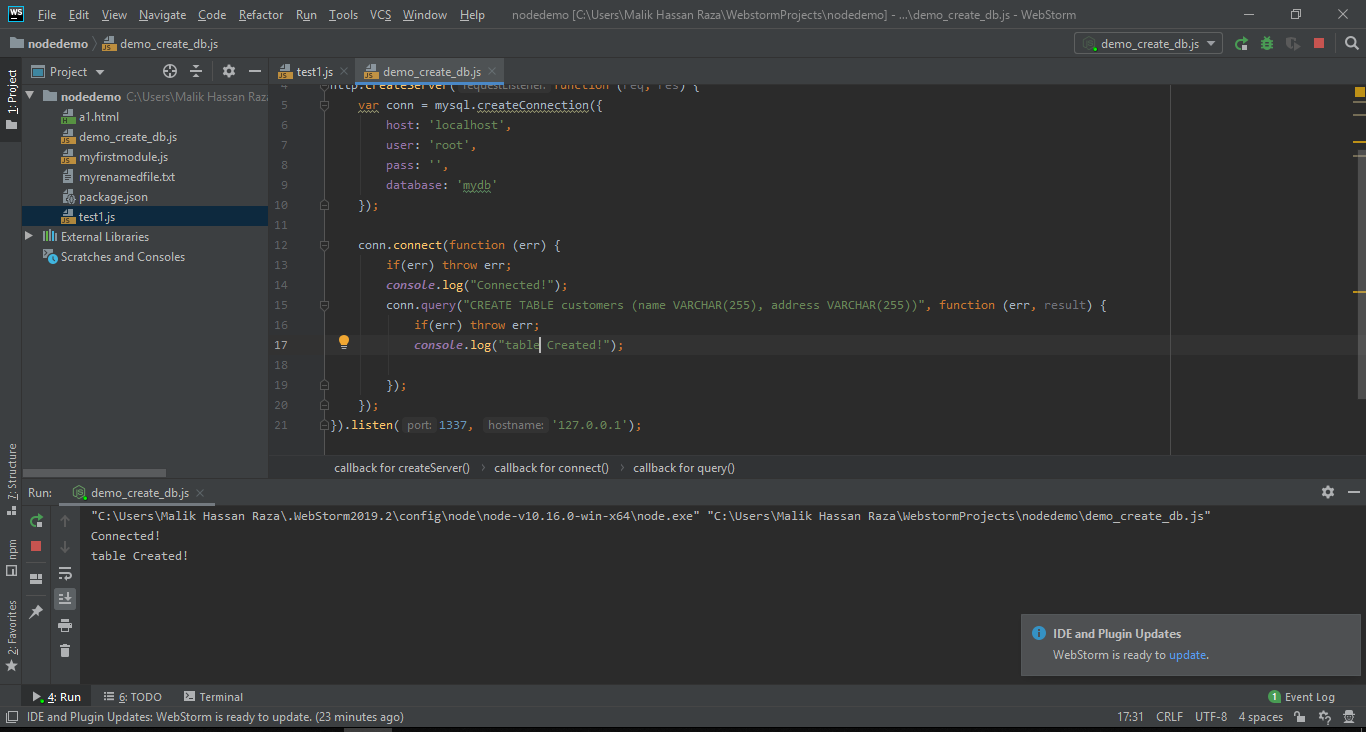 WS File Edit View Navigate Code Refactor Run Tools VCS Window Help nodedemo [C:\Users\Malik Hassan Raza\WebstormProjects\nodedemo] - ...\demo_create_db.js - WebStorm
nodedemo demo_create_db.js demo_create_db.js
1: Project
Project
test1.js demo_create_db.js
nodedemo C:\Users\Malik Hassan Raza
a1.html
demo_create_db.js
myfirstmodule.js
myrenamedfile.txt
package.json
test1.js
External Libraries
Scratches and Consoles
4 http.createServer( requestListener: function (req, res) {
5 var conn = mysql.createConnection({
6 host: 'localhost',
7 user: 'root',
8 pass: '',
9 database: 'mydb'
10 });
11
12 conn.connect(function (err) {
13 if(err) throw err;
14 console.log("Connected!");
15 conn.query("CREATE TABLE customers (name VARCHAR(255), address VARCHAR(255))", function (err, result) {
16 if(err) throw err;
17 console.log("table Created!");
18
19 });
20 });
21 }).listen( port: 1337, hostname: '127.0.0.1');
callback for createServer() callback for connect() callback for query()
7: Structure
npm
2: Favorites
Run: demo_create_db.js
"C:\Users\Malik Hassan Raza\.WebStorm2019.2\config\node\node-v10.16.0-win-x64\node.exe" "C:\Users\Malik Hassan Raza\WebstormProjects\nodedemo\demo_create_db.js"
Connected!
table Created!
IDE and Plugin Updates
WebStorm is ready to update.
4: Run 6: TODO Terminal 1 Event Log
IDE and Plugin Updates: WebStorm is ready to update. (23 minutes ago) 17:31 CRLF UTF-8 4 spaces